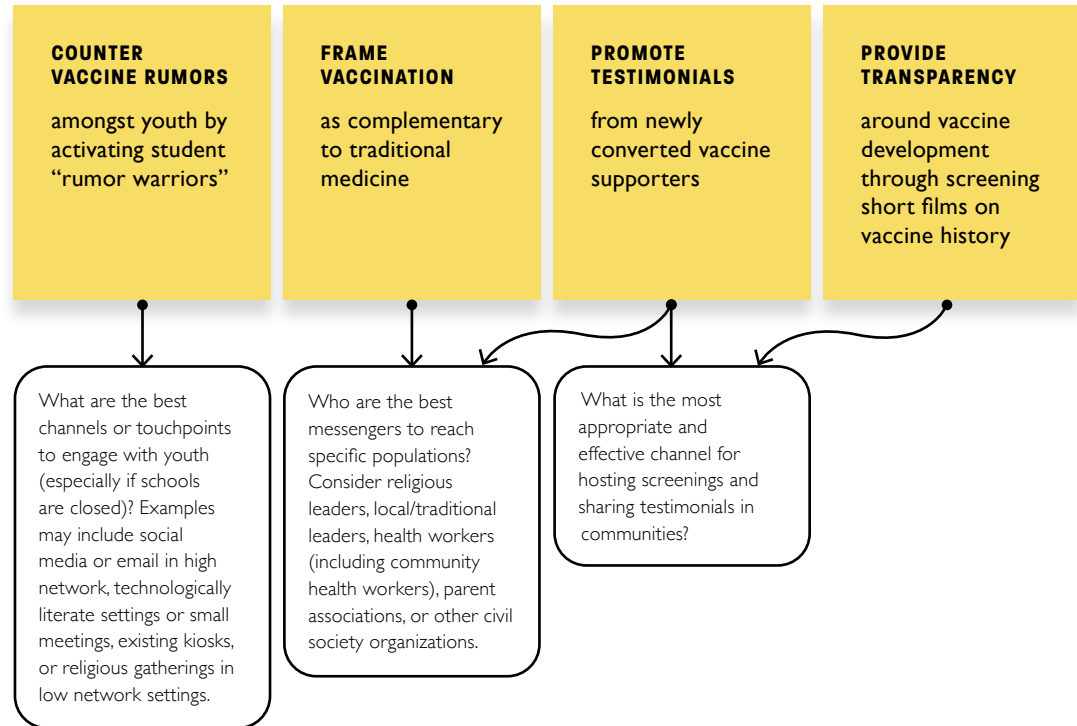 COUNTER
VACCINE RUMORS
amongst youth by
activating student
“rumor warriors”
FRAME
VACCINATION
as complementary
to traditional
medicine
PROMOTE
TESTIMONIALS
from newly
converted vaccine
supporters
PROVIDE
TRANSPARENCY
around vaccine
development
through screening
short films on
vaccine history
What are the best
channels or touchpoints
to engage with youth
(especially if schools
are closed)? Examples
may include social
media or email in high
network, technologically
literate settings or small
meetings, existing kiosks,
or religious gatherings in
low network settings.
Who are the best
messengers to reach
specific populations?
Consider religious
leaders, local/traditional
leaders, health workers
(including community
health workers), parent
associations, or other civil
society organizations.
What is the most
appropriate and
effective channel for
hosting screenings and
sharing testimonials in
communities?